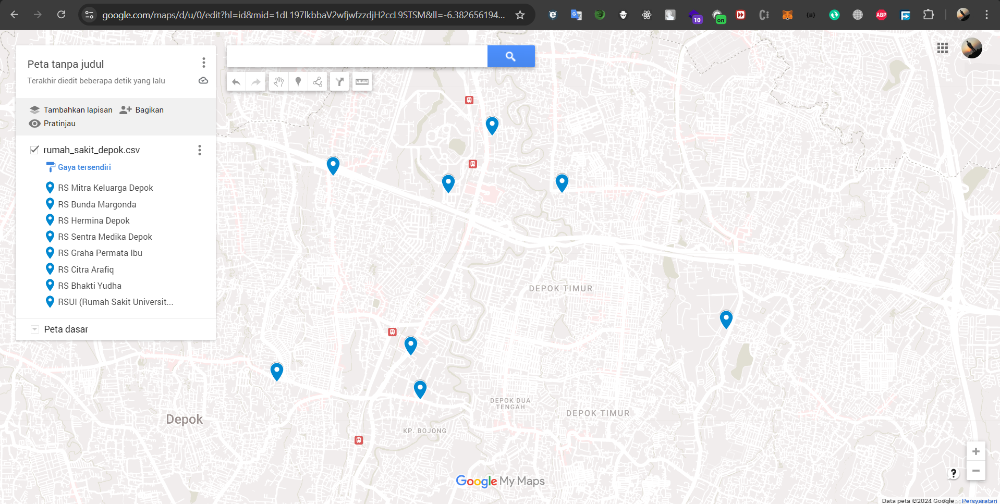 google.com/maps/d/u/0/edit?hl=id&mid=1dL197lkbbaV2wfjwfzzdjH2ccL9STSM&ll=-6.382656194...
10
on
ABP
Peta tanpa judul
Terakhir diedit beberapa detik yang lalu
Tambahkan lapisan
Bagikan
Pratinjau
rumah_sakit_depok.csv
Gaya tersendiri
RS Mitra Keluarga Depok
RS Bunda Margonda
RS Hermina Depok
RS Sentra Medika Depok
RS Graha Permata Ibu
RS Citra Arafiq
RS Bhakti Yudha
RSUI (Rumah Sakit Universit...
Peta dasar
DEPOK TIMUR
DEPOK DUA
TENGAH
DEPOK TIMUR
Depok
KP. BOJONG
Google My Maps
?
Data peta ©2024 Google
Persyaratan